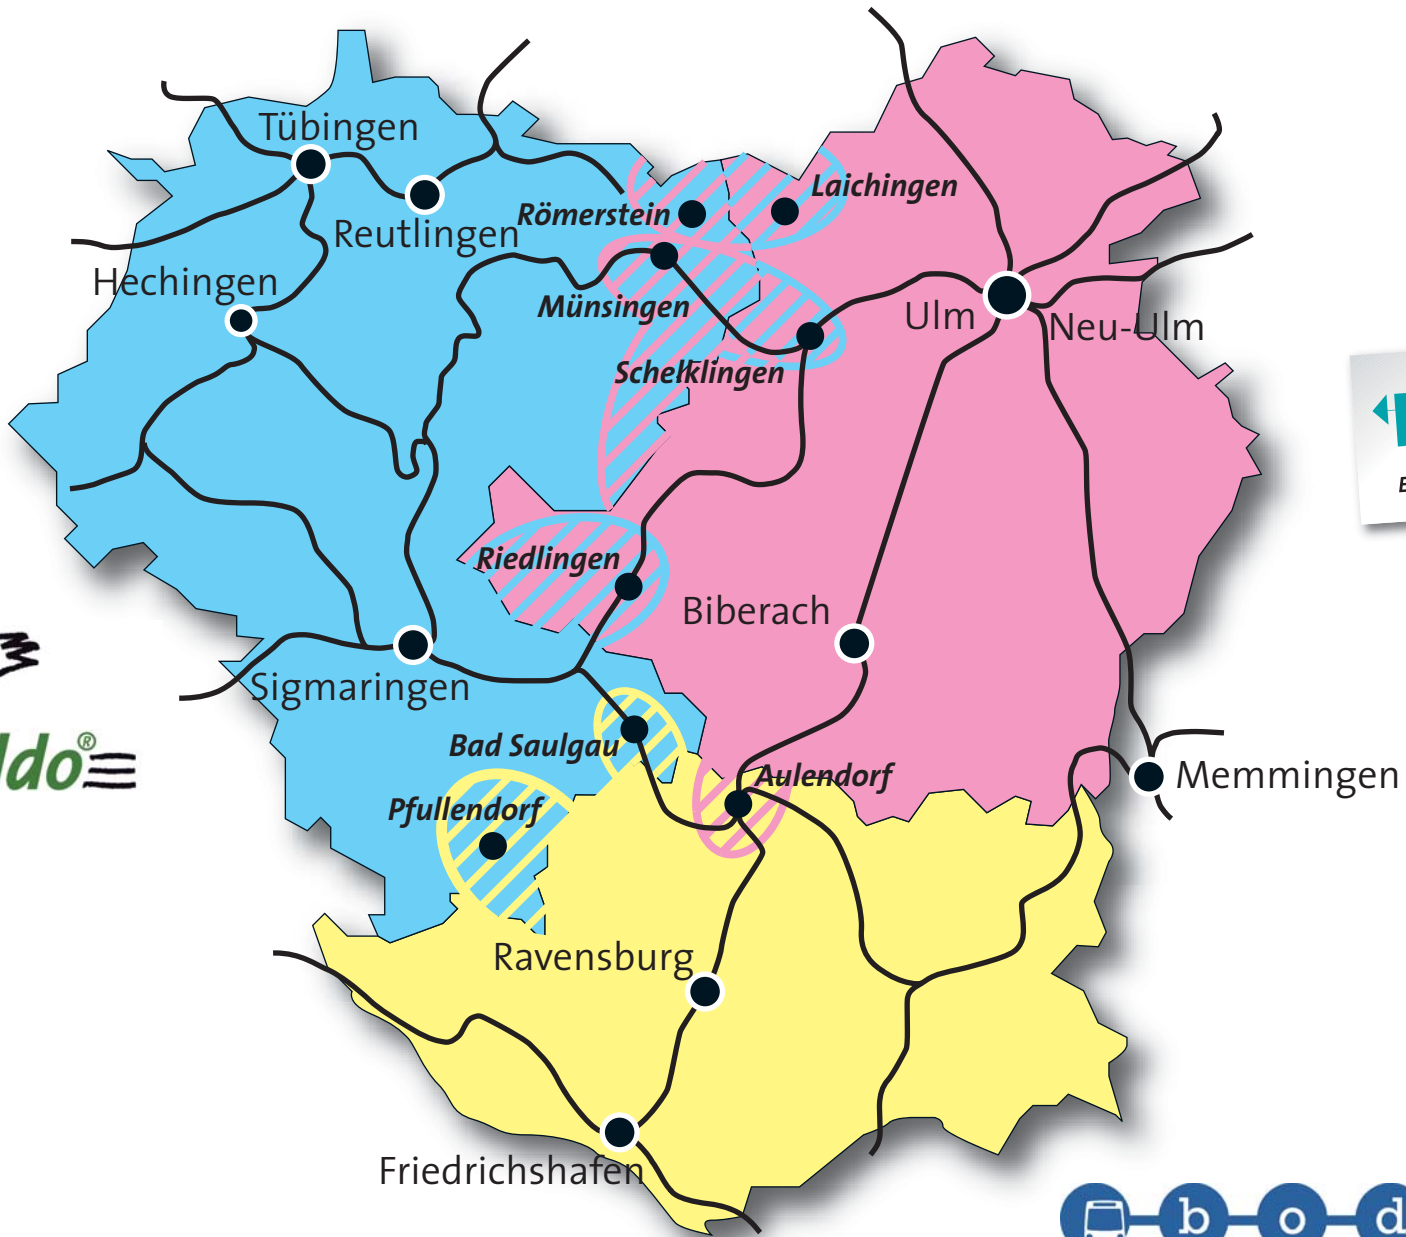 Tübingen
Laichingen
Römerstein
Reutlingen
Hechingen
Münsingen
Ulm
Neu-Ulm
Schelklingen
Riedlingen
Biberach
Sigmaringen
Bad Saulgau
ldo®
Aulendorf
Memmingen
Pfullendorf
Ravensburg
Friedrichshafen
b o d